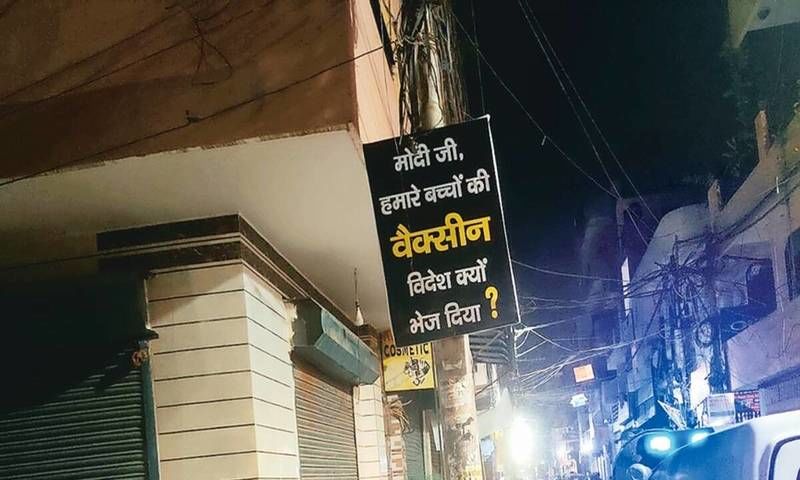 मोदी जी,
हमारे बच्चों की
वैक्सीन
विदेश क्यों
भेज दिया ?
COSMETIC